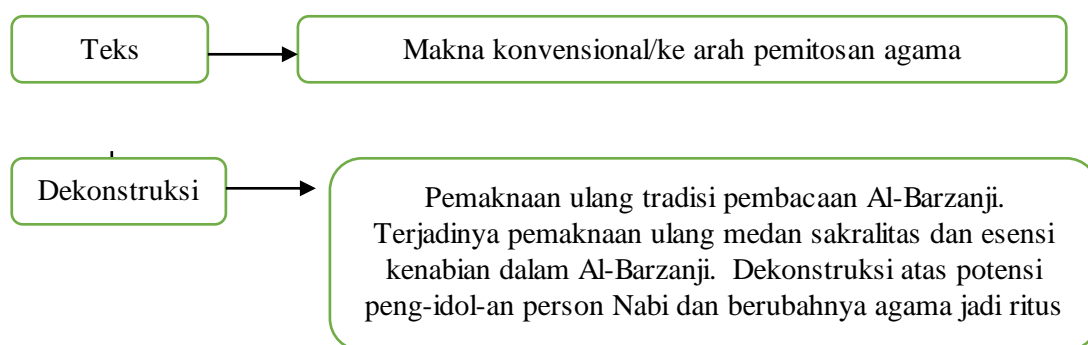 Teks
Makna konvensional/ke arah pemitosan agama
Dekonstruksi
Pemaknaan ulang tradisi pembacaan Al-Barzanji.
Terjadinya pemaknaan ulang medan sakralitas dan esensi
kenabian dalam Al-Barzanji. Dekonstruksi atas potensi
peng-idol-an person Nabi dan berubahnya agama jadi ritus